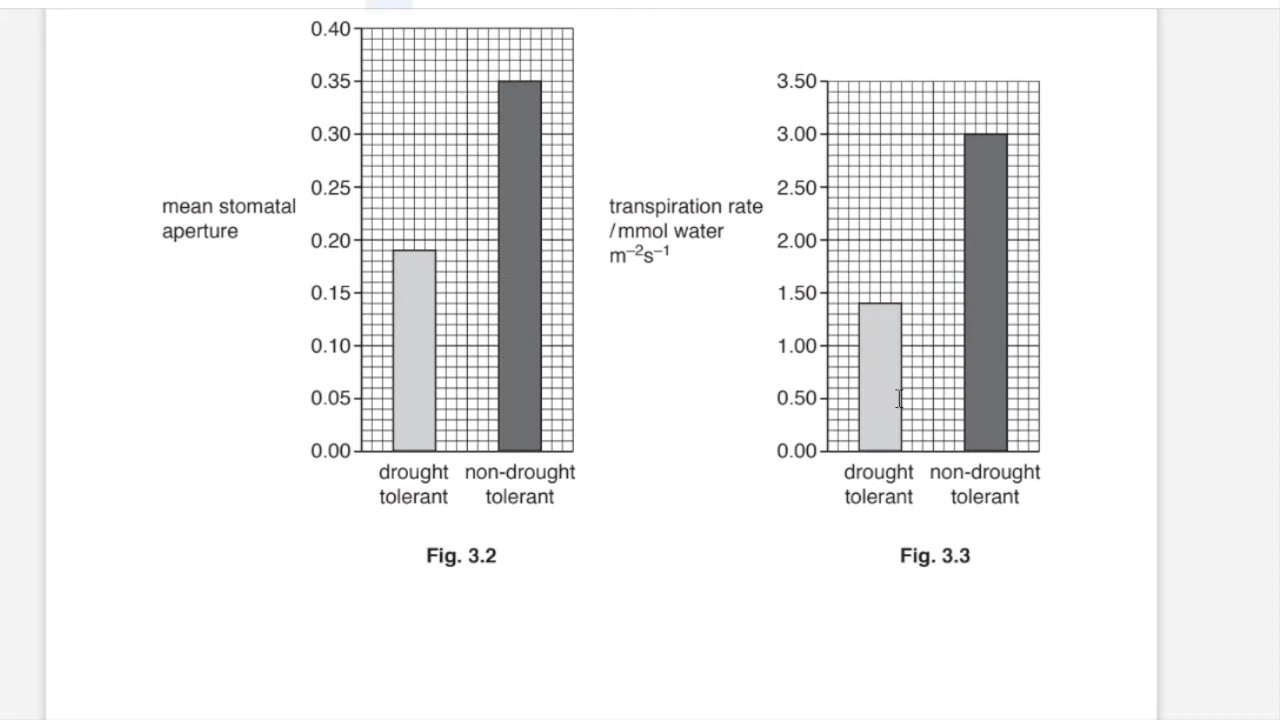 0.40
0.35
0.30
0.25
0.20
0.15
0.10
0.05
0.00
mean stomatal
aperture
drought
tolerant
non-drought
tolerant
Fig. 3.2
3.50
3.00
2.50
2.00
1.50
1.00
0.50
0.00
transpiration rate
/ mmol water
m⁻²s⁻¹
drought
tolerant
non-drought
tolerant
Fig. 3.3